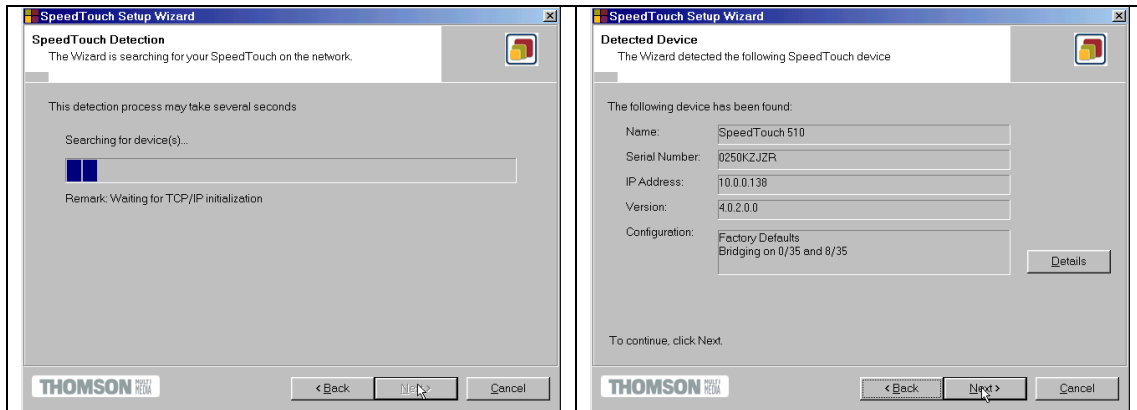 SpeedTouch Setup Wizard
SpeedTouch Detection
The Wizard is searching for your SpeedTouch on the network.
This detection process may take several seconds
Searching for device(s)...
Remark: Waiting for TCP/IP initialization
THOMSON MULTI MEDIA
< Back
Next >
Cancel
SpeedTouch Setup Wizard
Detected Device
The Wizard detected the following SpeedTouch device
The following device has been found:
Name: SpeedTouch 510
Serial Number: 0250KZJZR
IP Address: 10.0.0.138
Version: 4.0.2.0.0
Configuration: Factory Defaults
Bridging on 0/35 and 8/35
Details
To continue, click Next.
THOMSON MULTI MEDIA
< Back
Next >
Cancel